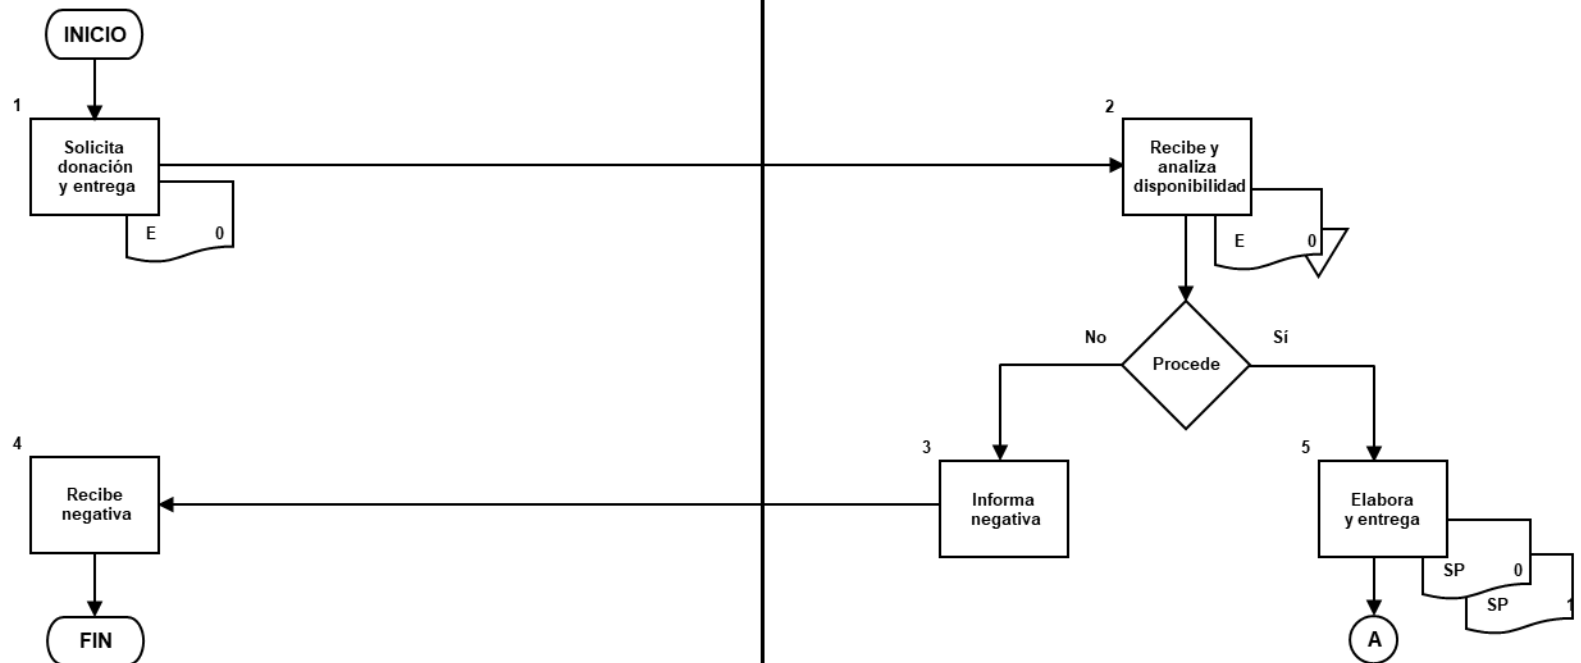 INICIO
1
Solicita
donación
y entrega
E 0
2
Recibe y
analiza
disponibilidad
E 0
No
Procede
Sí
4
Recibe
negativa
3
Informa
negativa
5
Elabora
y entrega
SP 0
SP 1
FIN
A